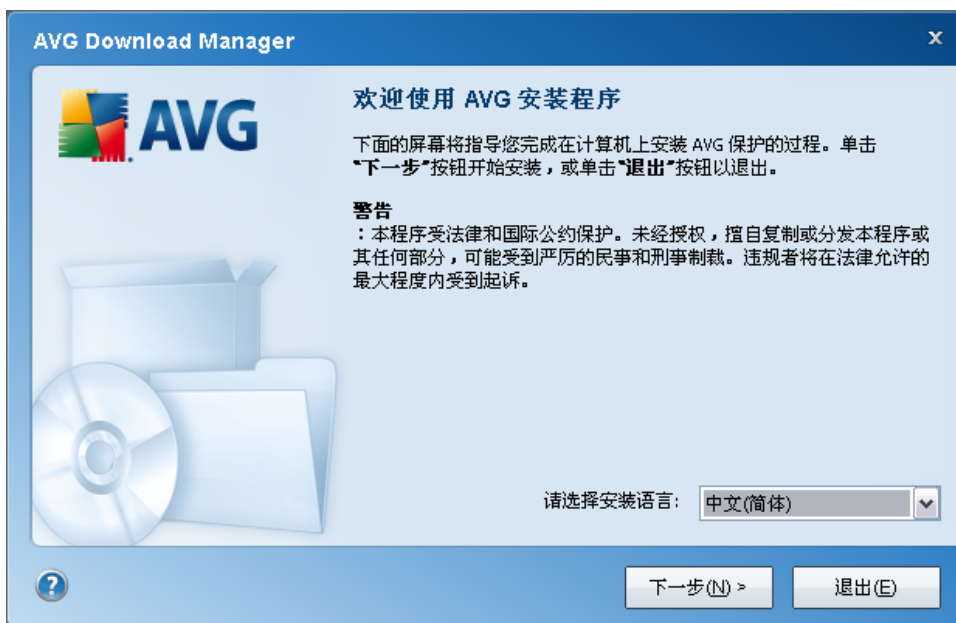 AVG Download Manager
x
AVG
欢迎使用 AVG 安装程序
下面的屏幕将指导您完成在计算机上安装 AVG 保护的过程。单击
"下一步"按钮开始安装，或单击"退出"按钮以退出。
警告
：本程序受法律和国际公约保护。未经授权，擅自复制或分发本程序或
其任何部分，可能受到严厉的民事和刑事制裁。违规者将在法律允许的
最大程度内受到起诉。
请选择安装语言:
中文(简体)
?
下一步(N) >
退出(E)